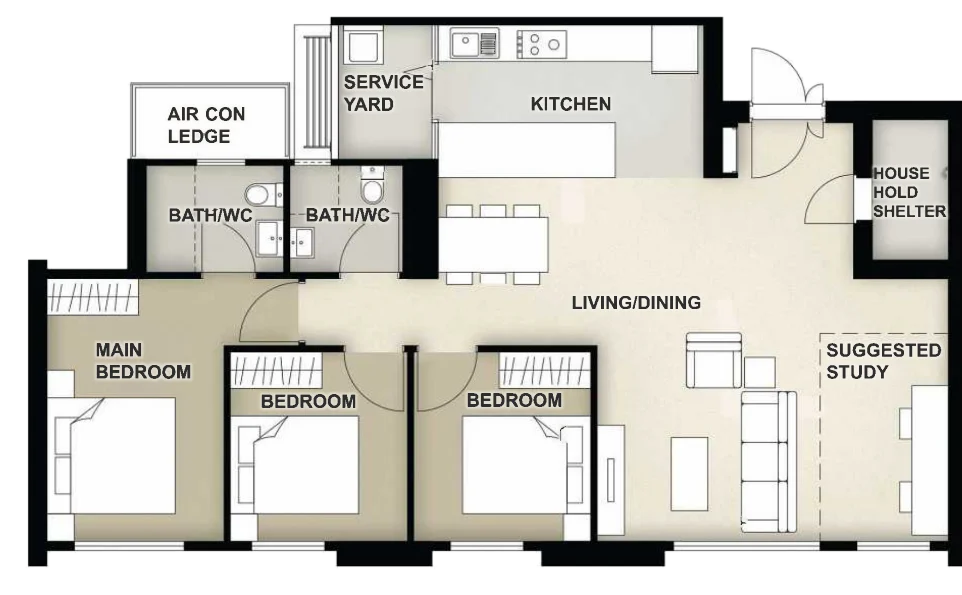 SERVICE
YARD
KITCHEN
AIR CON
LEDGE
HOUSE
HOLD
SHELTER
BATH/WC
BATH/WC
LIVING/DINING
MAIN
BEDROOM
SUGGESTED
STUDY
BEDROOM
BEDROOM